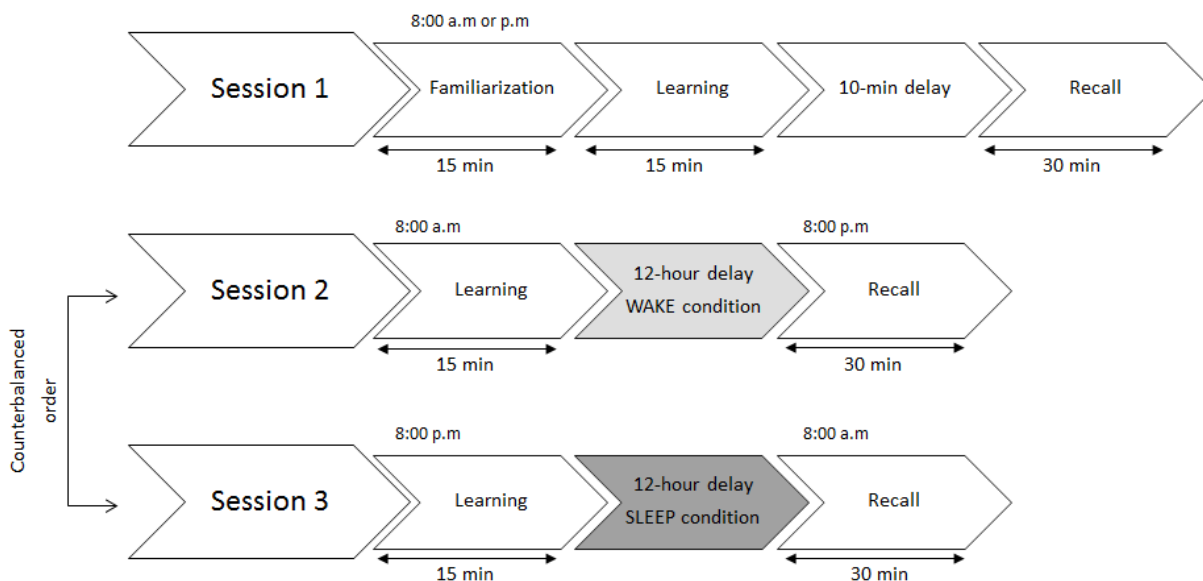 8:00 a.m or p.m
Session 1
Familiarization
Learning
10-min delay
Recall
15 min
15 min
30 min
8:00 a.m
8:00 p.m
Session 2
Learning
12-hour delay
WAKE condition
Recall
15 min
30 min
Counterbalanced
order
8:00 p.m
8:00 a.m
Session 3
Learning
12-hour delay
SLEEP condition
Recall
15 min
30 min